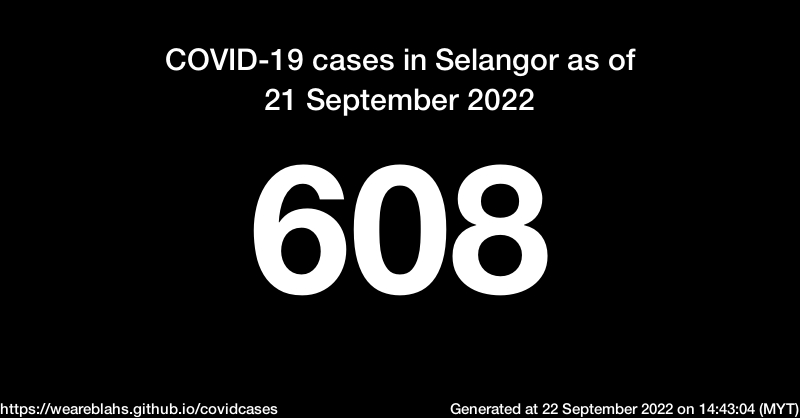 COVID-19 cases in Selangor as of
21 September 2022
608
https://weareblahs.github.io/covidcases
Generated at 22 September 2022 on 14:43:04 (MYT)